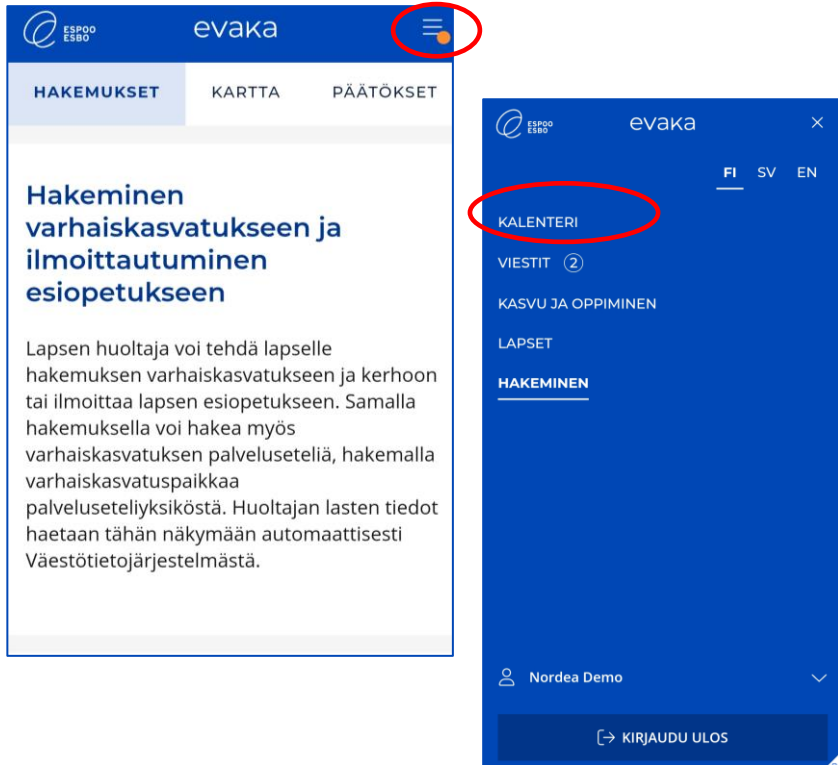 ESPOO
ESBO
evaka
HAKEMUKSET KARTTA PÄÄTÖKSET
Hakeminen
varhaiskasvatukseen ja
ilmoittautuminen
esiopetukseen
Lapsen huoltaja voi tehdä lapselle
hakemuksen varhaiskasvatukseen ja kerhoon
tai ilmoittaa lapsen esiopetukseen. Samalla
hakemuksella voi hakea myös
varhaiskasvatuksen palveluseteliä, hakemalla
varhaiskasvatuspaikkaa
palveluseteliyksiköstä. Huoltajan lasten tiedot
haetaan tähän näkymään automaattisesti
Väestötietojärjestelmästä.
ESPOO
ESBO
evaka
FI SV EN
KALENTERI
VIESTIT 2
KASVU JA OPPIMINEN
LAPSET
HAKEMINEN
Nordea Demo
KIRJAUDU ULOS